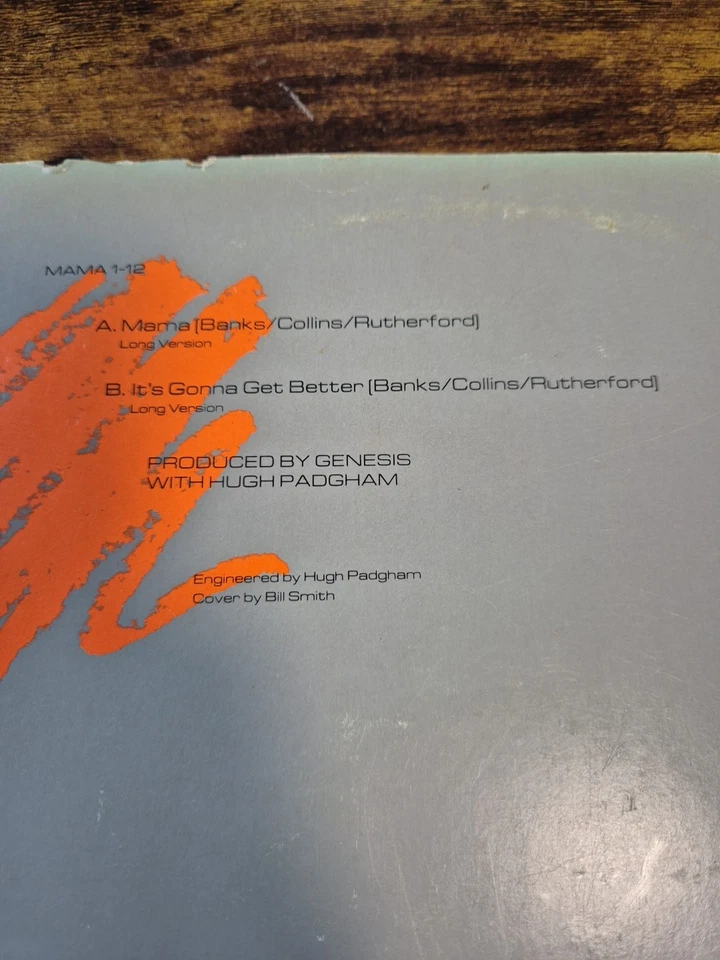 MAMA 1-12
A. Mama [Banks/Collins/Rutherford]
Long Version
B. It's Gonna Get Better [Banks/Collins/Rutherford]
Long Version
PRODUCED BY GENESIS
WITH HUGH PADGHAM
Engineered by Hugh Padgham
Cover by Bill Smith